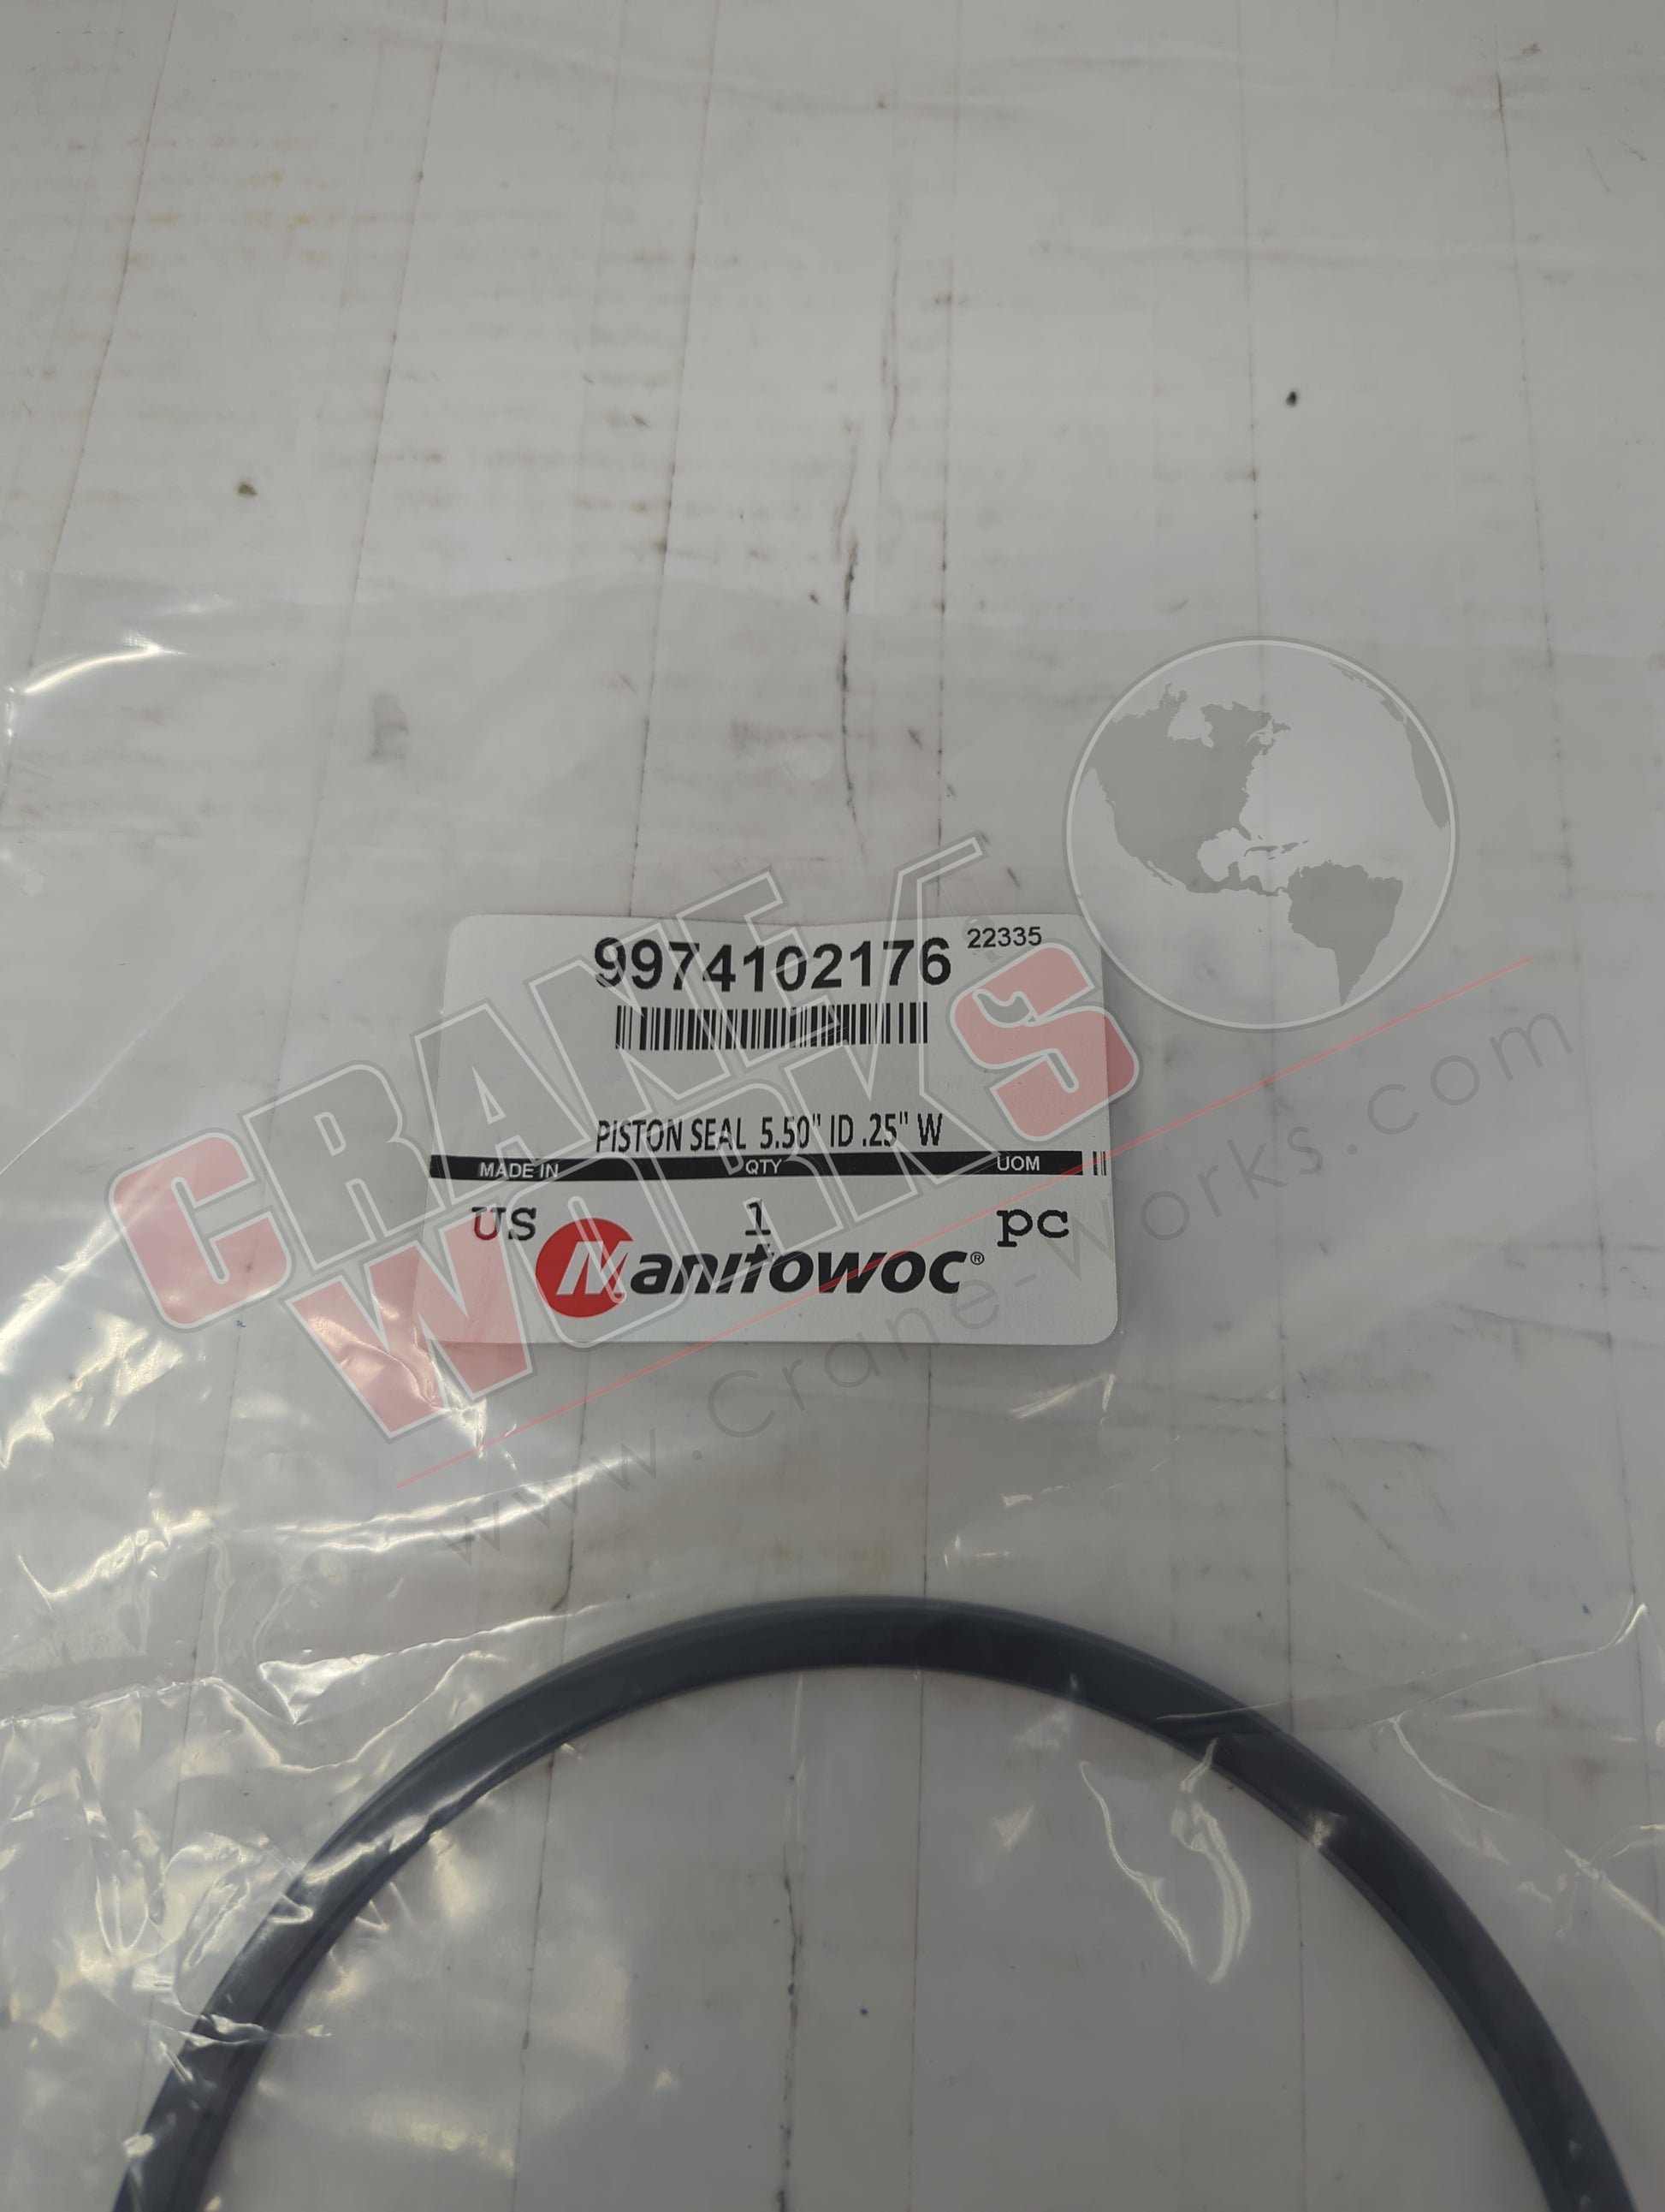 9974102176 22335
PISTON SEAL 5.50" ID .25" W
MADE IN QTY UOM
US 1 pc
Manitowoc®
CRANE
WORKS
www.crane-works.com